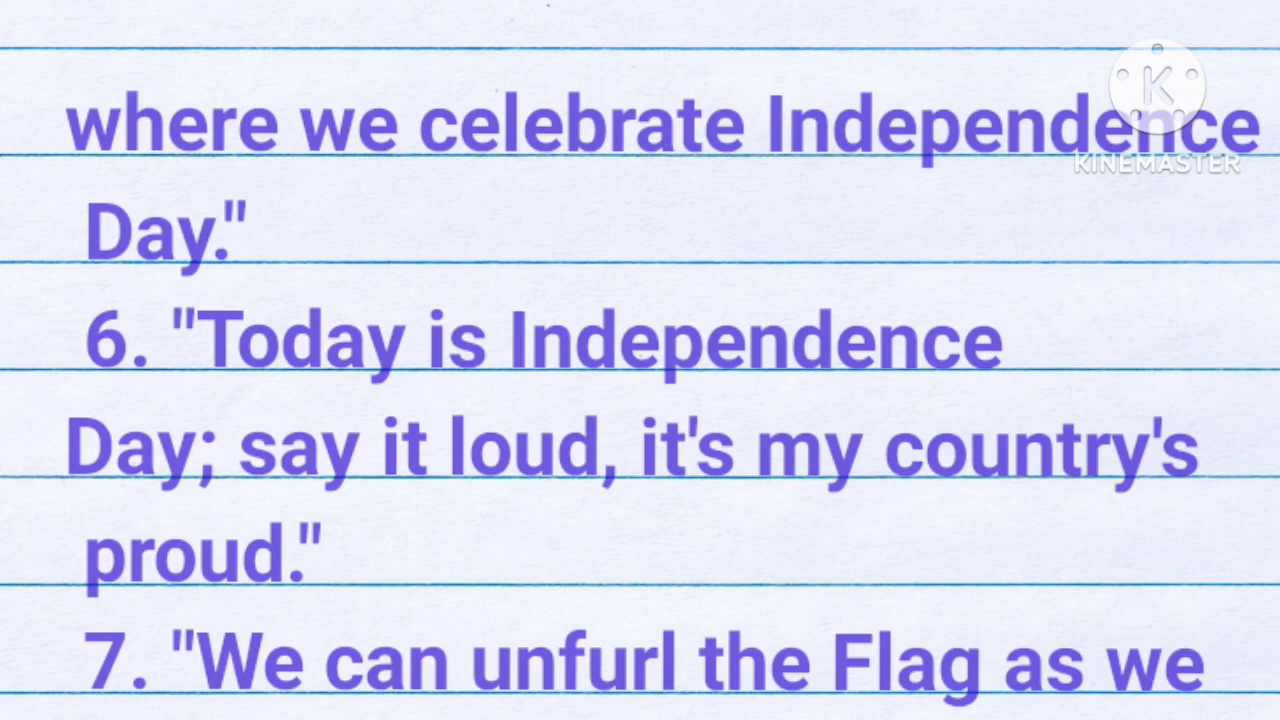 where we celebrate Independence
Day."
6. "Today is Independence
Day; say it loud, it's my country's
proud."
7. "We can unfurl the Flag as we
K
KINEMASTER